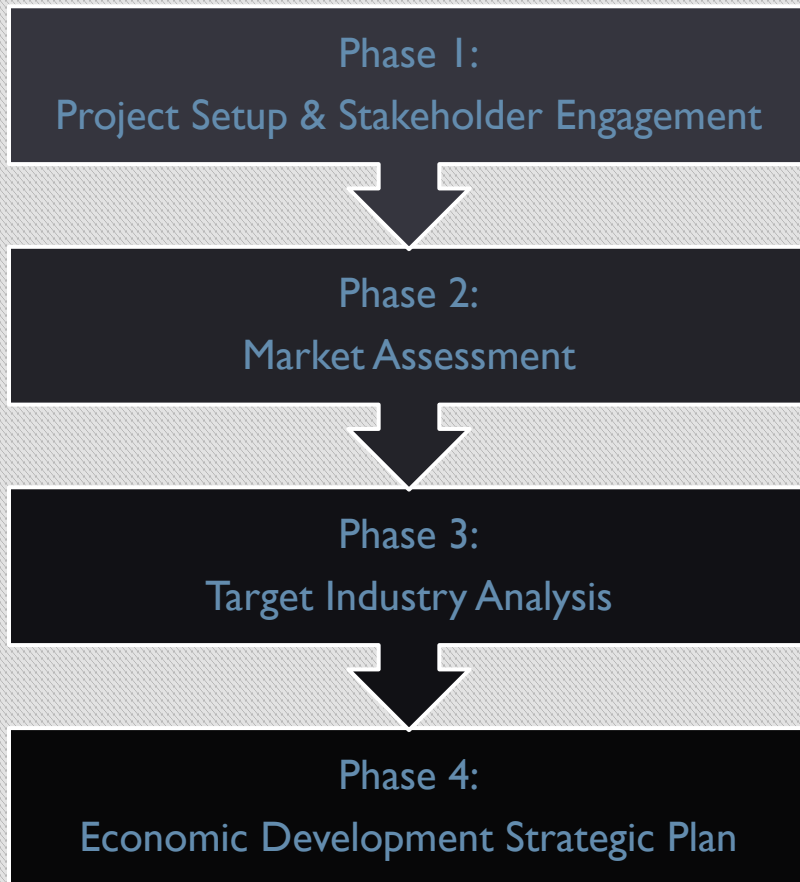 Phase 1:
Project Setup & Stakeholder Engagement
Phase 2:
Market Assessment
Phase 3:
Target Industry Analysis
Phase 4:
Economic Development Strategic Plan